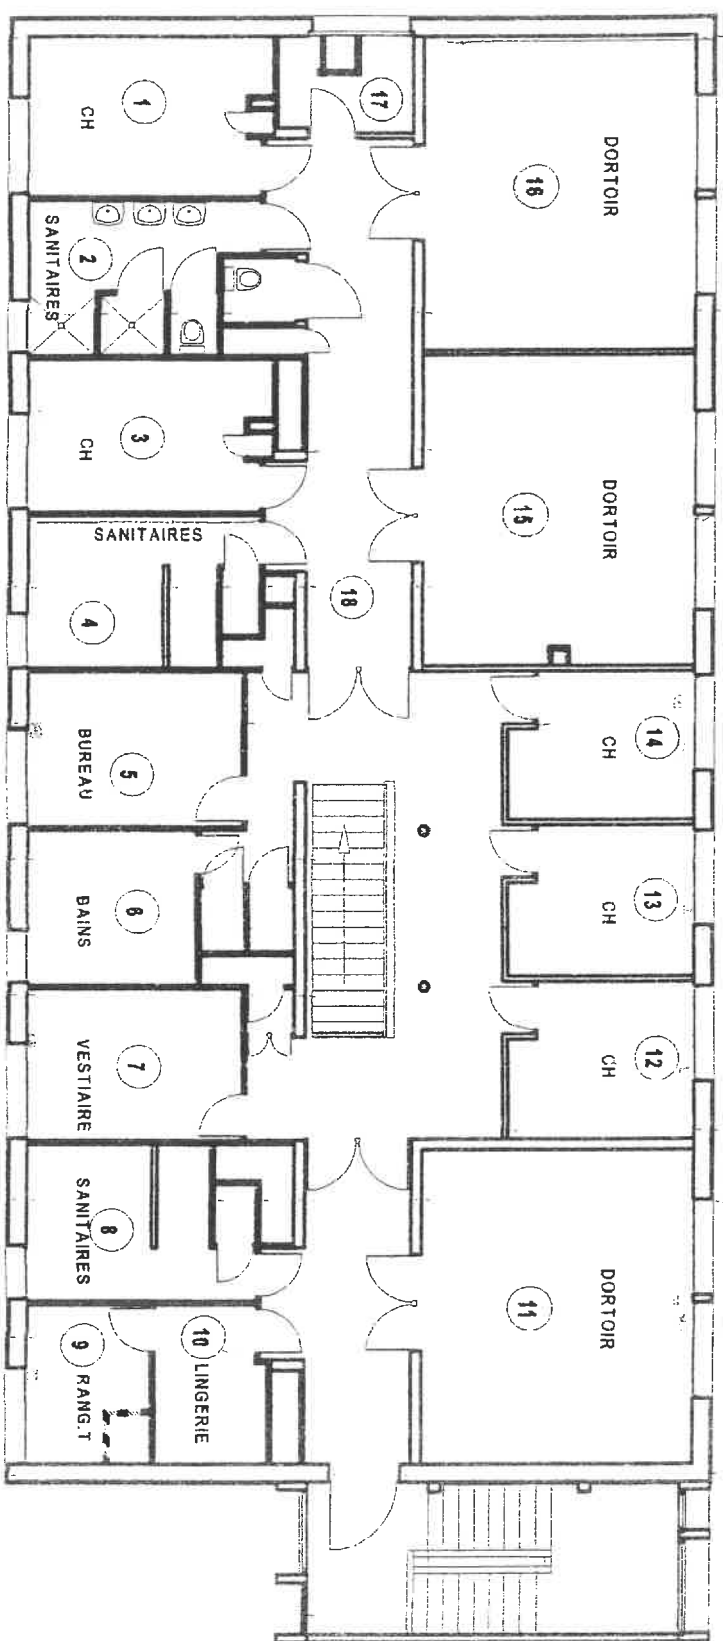 1
CH
17
16
DORTOIR
2
SANITAIRES
3
CH
15
DORTOIR
SANITAIRES
4
18
5
BUREAU
14
CH
6
BAINS
13
CH
7
VESTIAIRE
12
CH
8
SANITAIRES
11
DORTOIR
9
RANG.T
10
LINGERIE